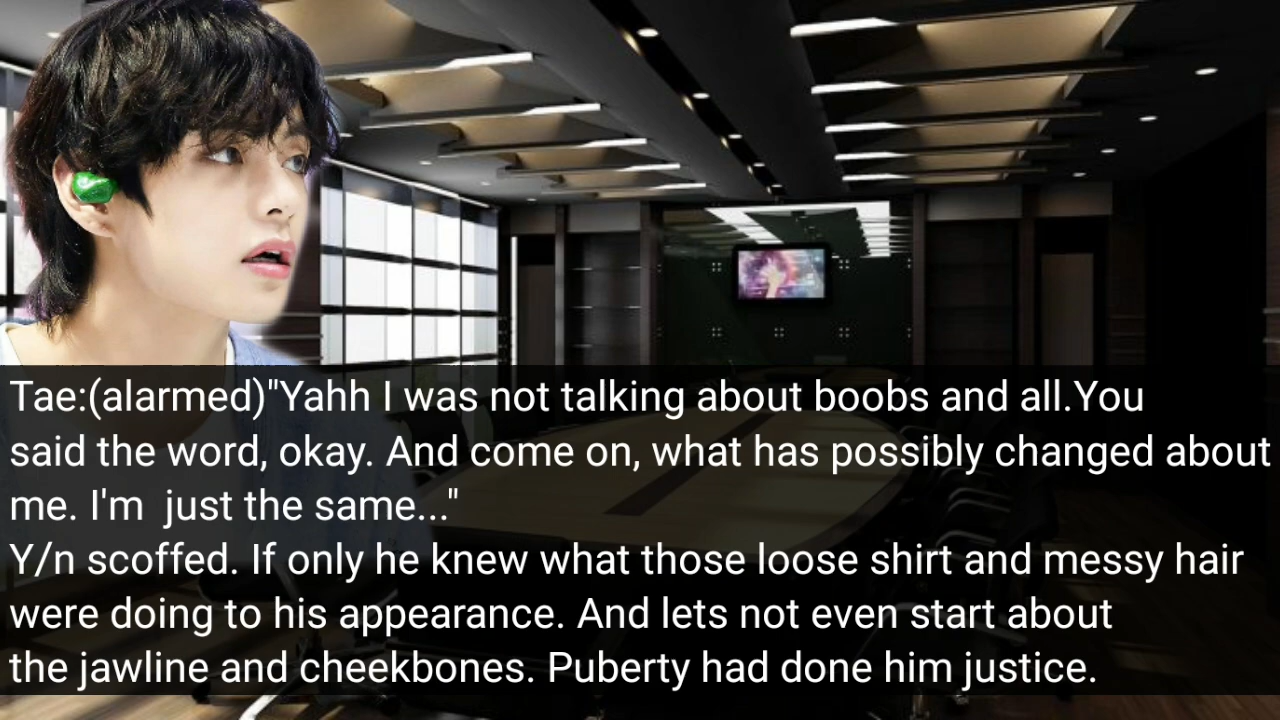 Tae:(alarmed)"Yahh I was not talking about boobs and all.You
said the word, okay. And come on, what has possibly changed about
me. I'm  just the same..."
Y/n scoffed. If only he knew what those loose shirt and messy hair
were doing to his appearance. And lets not even start about
the jawline and cheekbones. Puberty had done him justice.